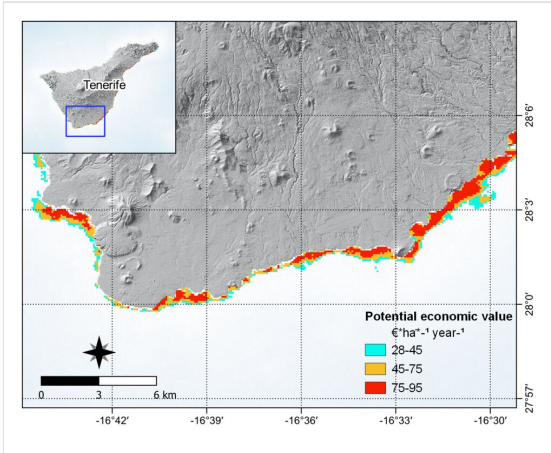 Tenerife
28°6'
28°3'
28°0'
27°57'
Potential economic value
€*ha*-¹ year-¹
28-45
45-75
75-95
0 3 6 km
-16°42' -16°39' -16°36' -16°33' -16°30'